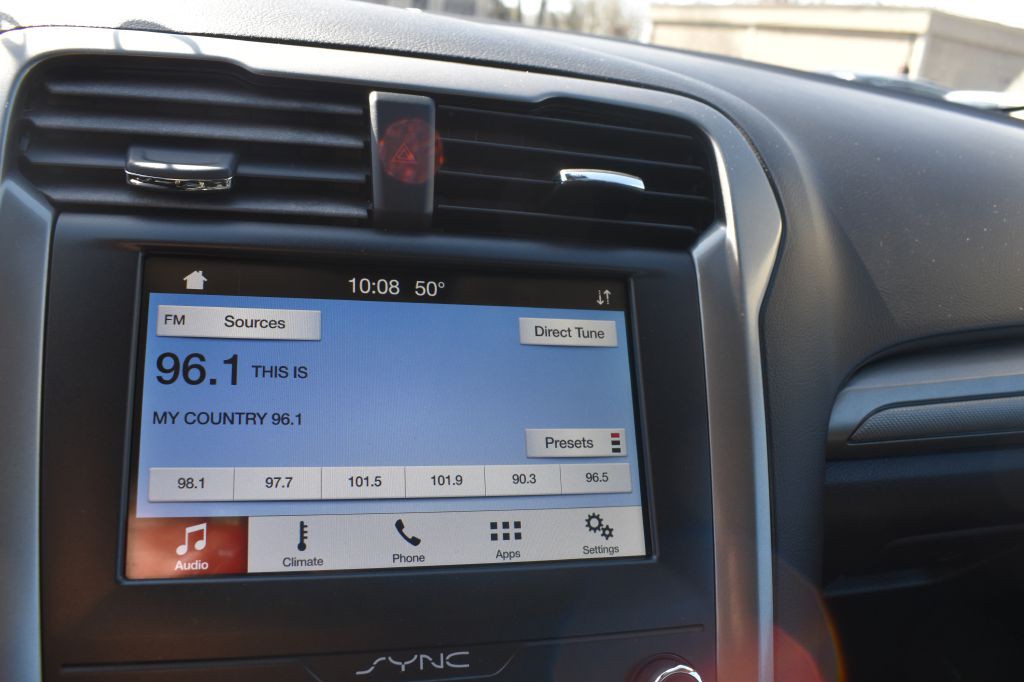 10:08 50°
FM Sources
Direct Tune
96.1 THIS IS
MY COUNTRY 96.1
Presets
98.1 97.7 101.5 101.9 90.3 96.5
Audio Climate Phone Apps Settings
SYNC